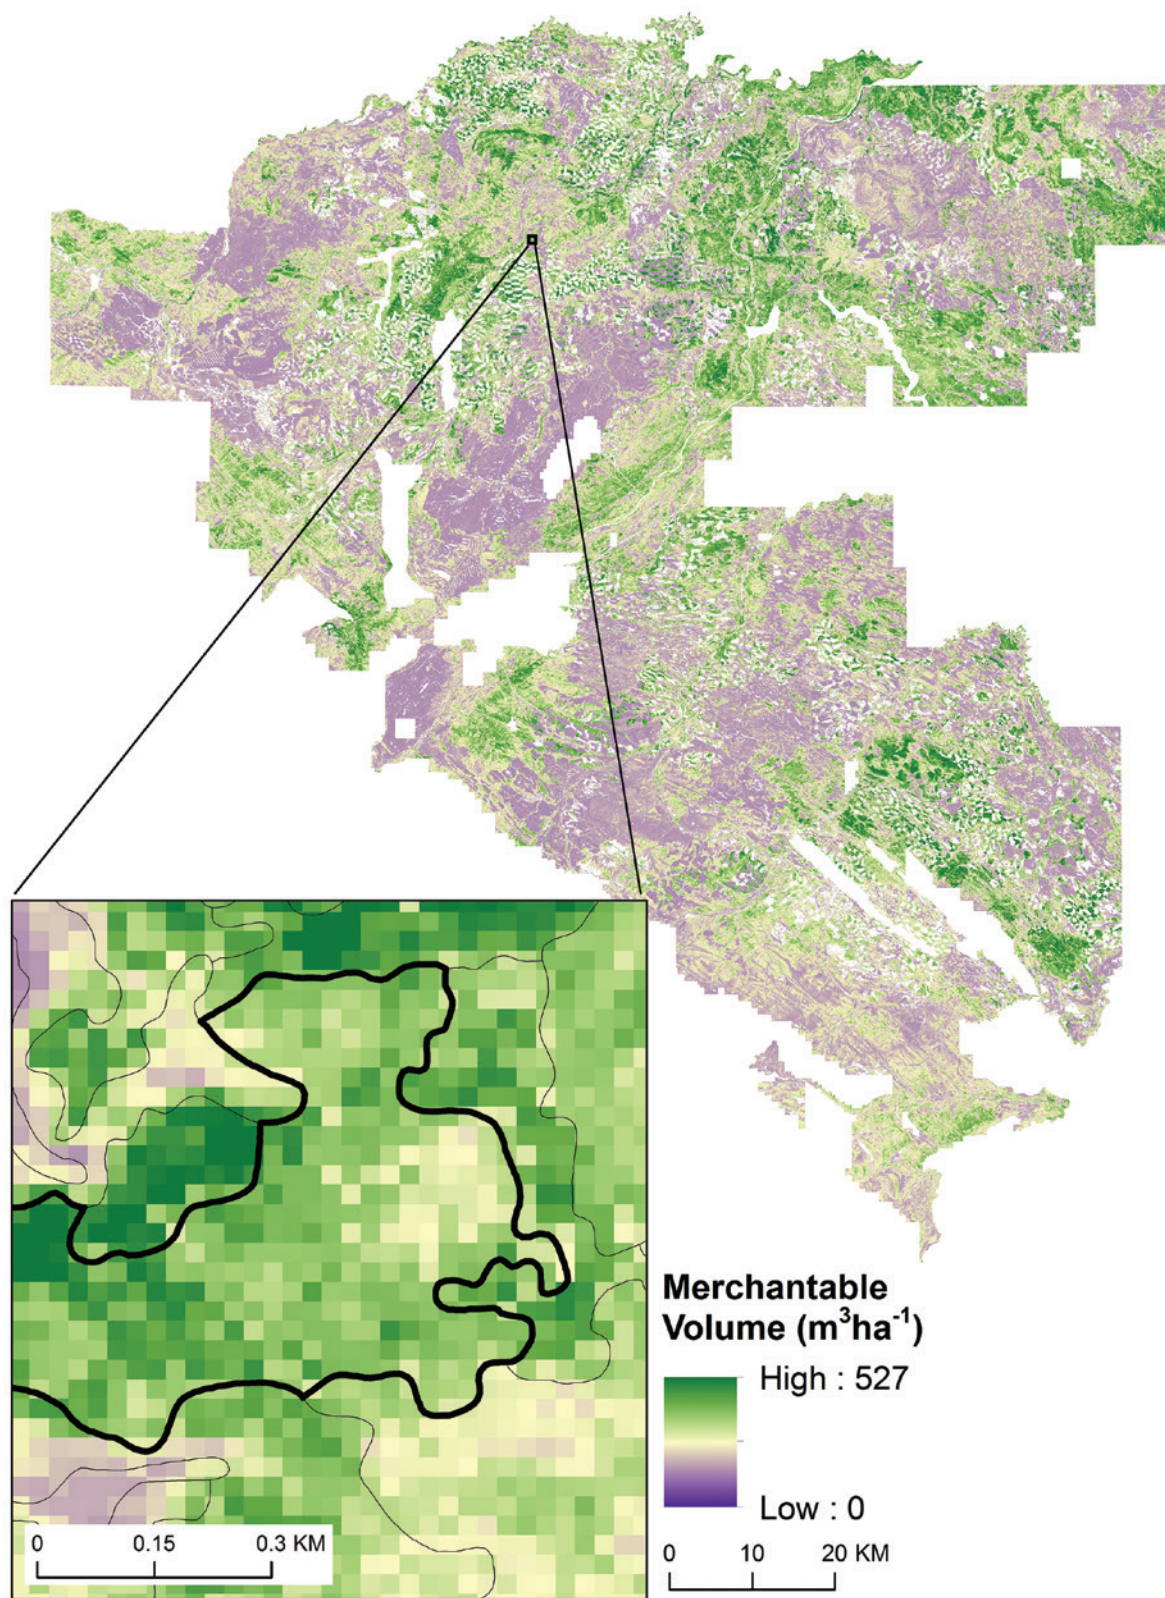 Merchantable
Volume (m³ha⁻¹)
High : 527
Low : 0
0 0.15 0.3 KM
0 10 20 KM